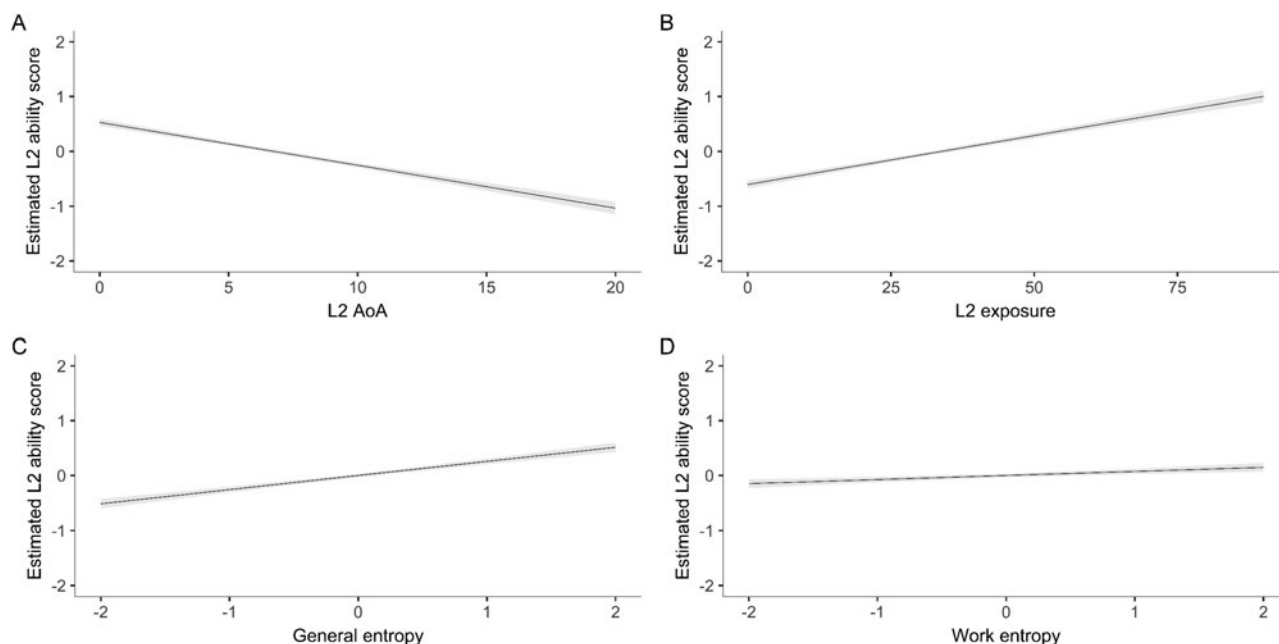 A
Estimated L2 ability score
2
1
0
-1
-2
0 5 10 15 20
L2 AoA
B
Estimated L2 ability score
2
1
0
-1
-2
0 25 50 75
L2 exposure
C
Estimated L2 ability score
2
1
0
-1
-2
-2 -1 0 1 2
General entropy
D
Estimated L2 ability score
2
1
0
-1
-2
-2 -1 0 1 2
Work entropy